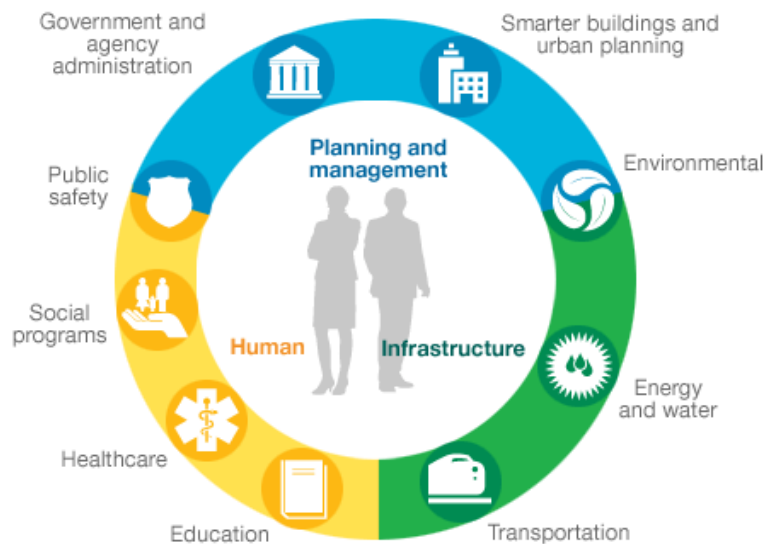 Government and
agency
administration
Smarter buildings and
urban planning
Planning and
management
Public
safety
Environmental
Social
programs
Human
Infrastructure
Energy
and water
Healthcare
Education
Transportation